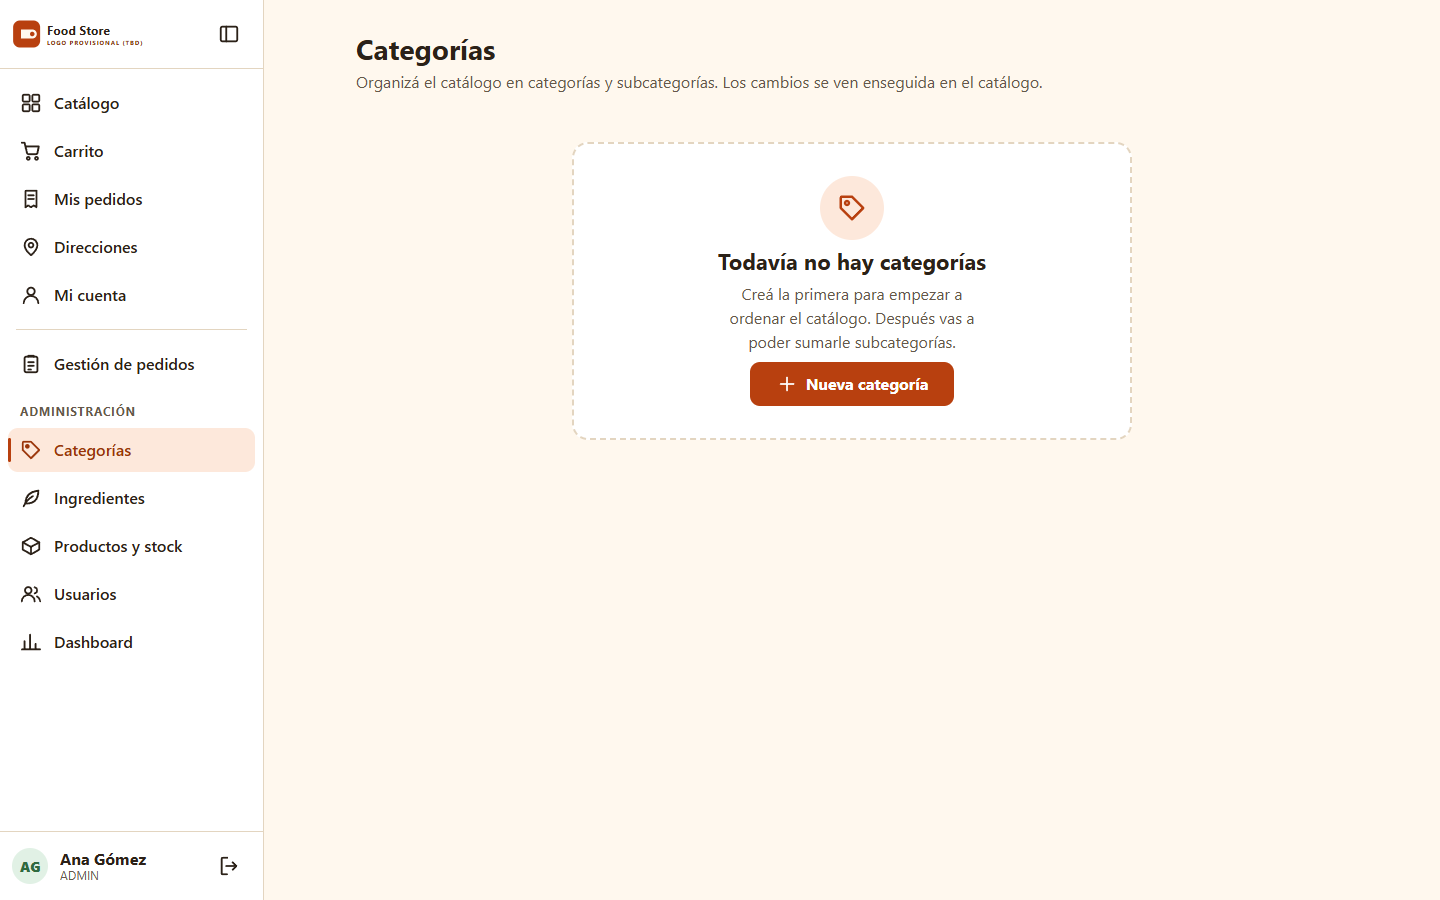 Food Store
LOGO PROVISIONAL (TBD)
Catálogo
Carrito
Mis pedidos
Direcciones
Mi cuenta
Gestión de pedidos
ADMINISTRACIÓN
Categorías
Ingredientes
Productos y stock
Usuarios
Dashboard
AG
Ana Gómez
ADMIN
Categorías
Organizá el catálogo en categorías y subcategorías. Los cambios se ven enseguida en el catálogo.
Todavía no hay categorías
Creá la primera para empezar a
ordenar el catálogo. Después vas a
poder sumarle subcategorías.
Nueva categoría